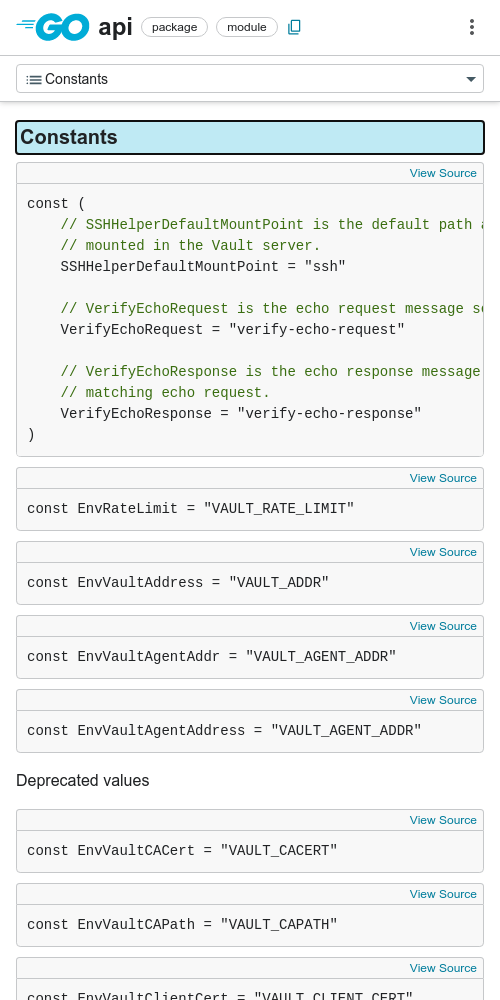 GO api package module
Constants
Constants
View Source
const (
// SSHHelperDefaultMountPoint is the default path
// mounted in the Vault server.
SSHHelperDefaultMountPoint = "ssh"
// VerifyEchoRequest is the echo request message
VerifyEchoRequest = "verify-echo-request"
// VerifyEchoResponse is the echo response message
// matching echo request.
VerifyEchoResponse = "verify-echo-response"
)
View Source
const EnvRateLimit = "VAULT_RATE_LIMIT"
View Source
const EnvVaultAddress = "VAULT_ADDR"
View Source
const EnvVaultAgentAddr = "VAULT_AGENT_ADDR"
View Source
const EnvVaultAgentAddress = "VAULT_AGENT_ADDR"
Deprecated values
View Source
const EnvVaultCACert = "VAULT_CACERT"
View Source
const EnvVaultCAPath = "VAULT_CAPATH"
View Source
const EnvVaultClientCert = "VAULT_CLIENT_CERT"